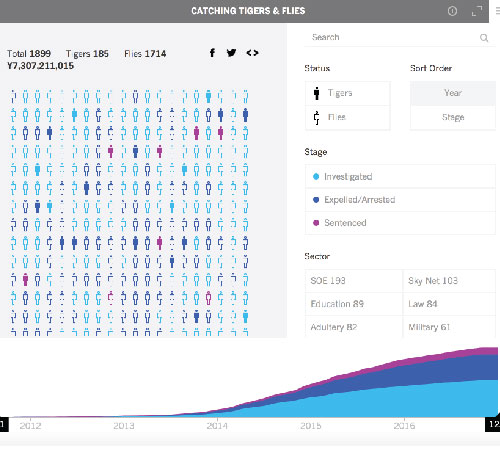 CATCHING TIGERS & FLIES
Total 1899 Tigers 185 Flies 1714
¥7,307,211,015
Search
Status
Sort Order
Tigers
Flies
Year
Stage
Stage
Investigated
Expelled/Arrested
Sentenced
Sector
SOE 193
Sky Net 103
Education 89
Law 84
Adultery 82
Military 61
1
2012
2013
2014
2015
2016
12